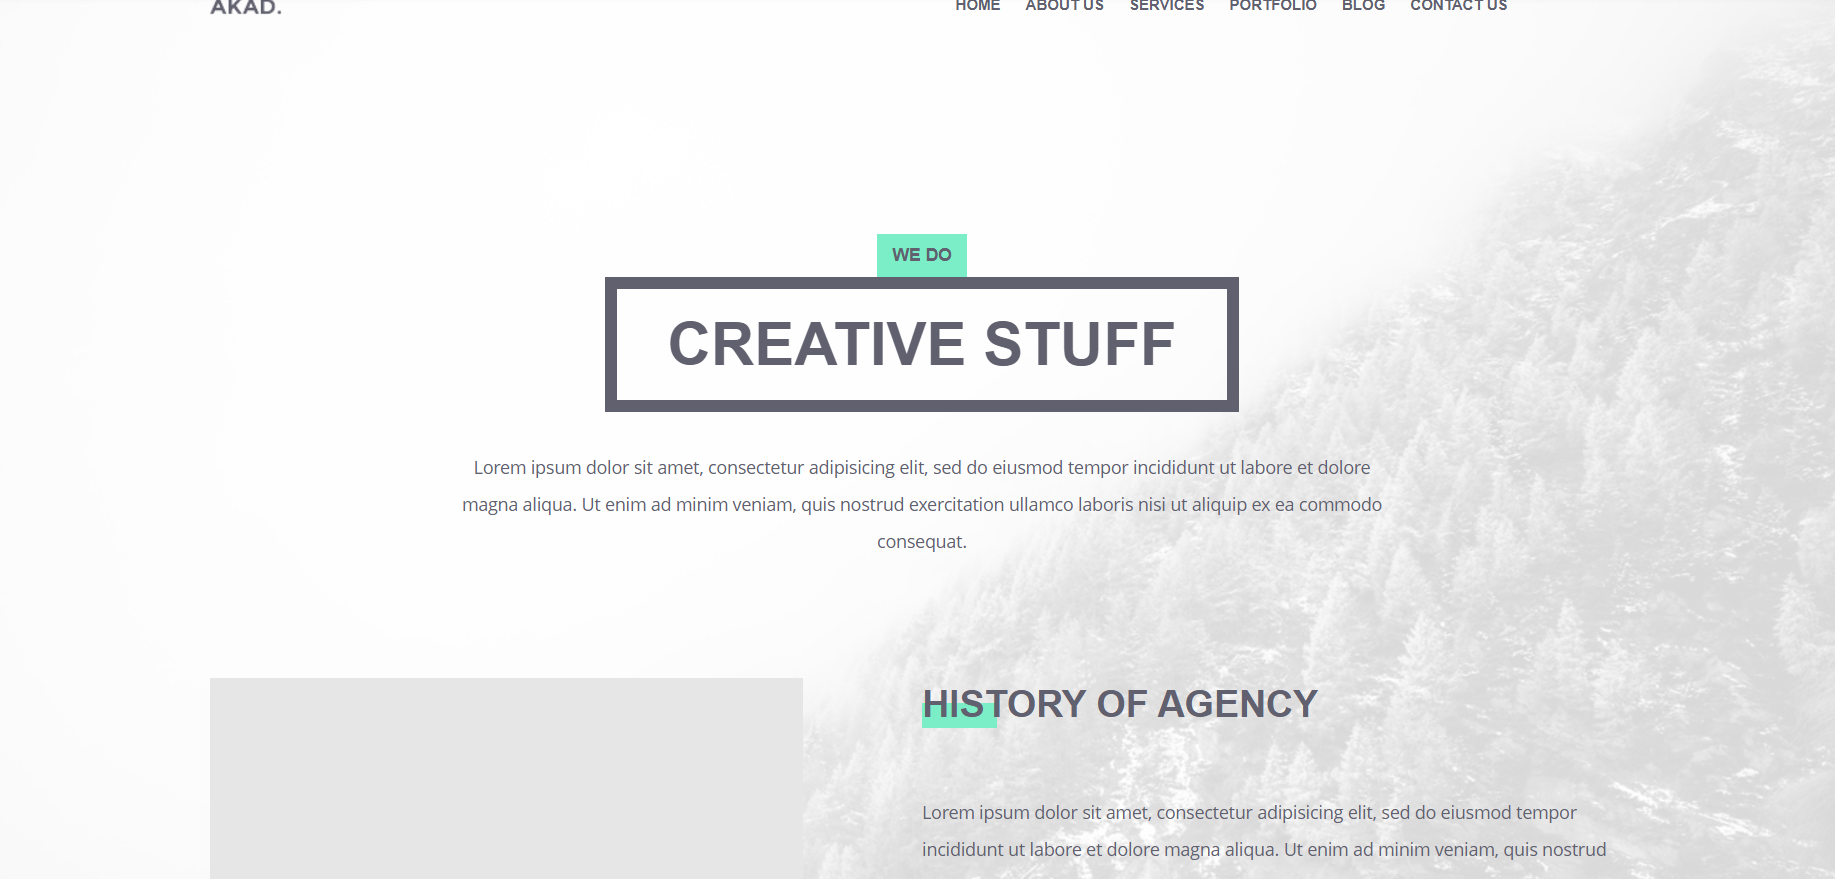 AKAD.
HOME ABOUT US SERVICES PORTFOLIO BLOG CONTACT US
WE DO
CREATIVE STUFF
Lorem ipsum dolor sit amet, consectetur adipisicing elit, sed do eiusmod tempor incididunt ut labore et dolore
magna aliqua. Ut enim ad minim veniam, quis nostrud exercitation ullamco laboris nisi ut aliquip ex ea commodo
consequat.
HISTORY OF AGENCY
Lorem ipsum dolor sit amet, consectetur adipisicing elit, sed do eiusmod tempor
incididunt ut labore et dolore magna aliqua. Ut enim ad minim veniam, quis nostrud